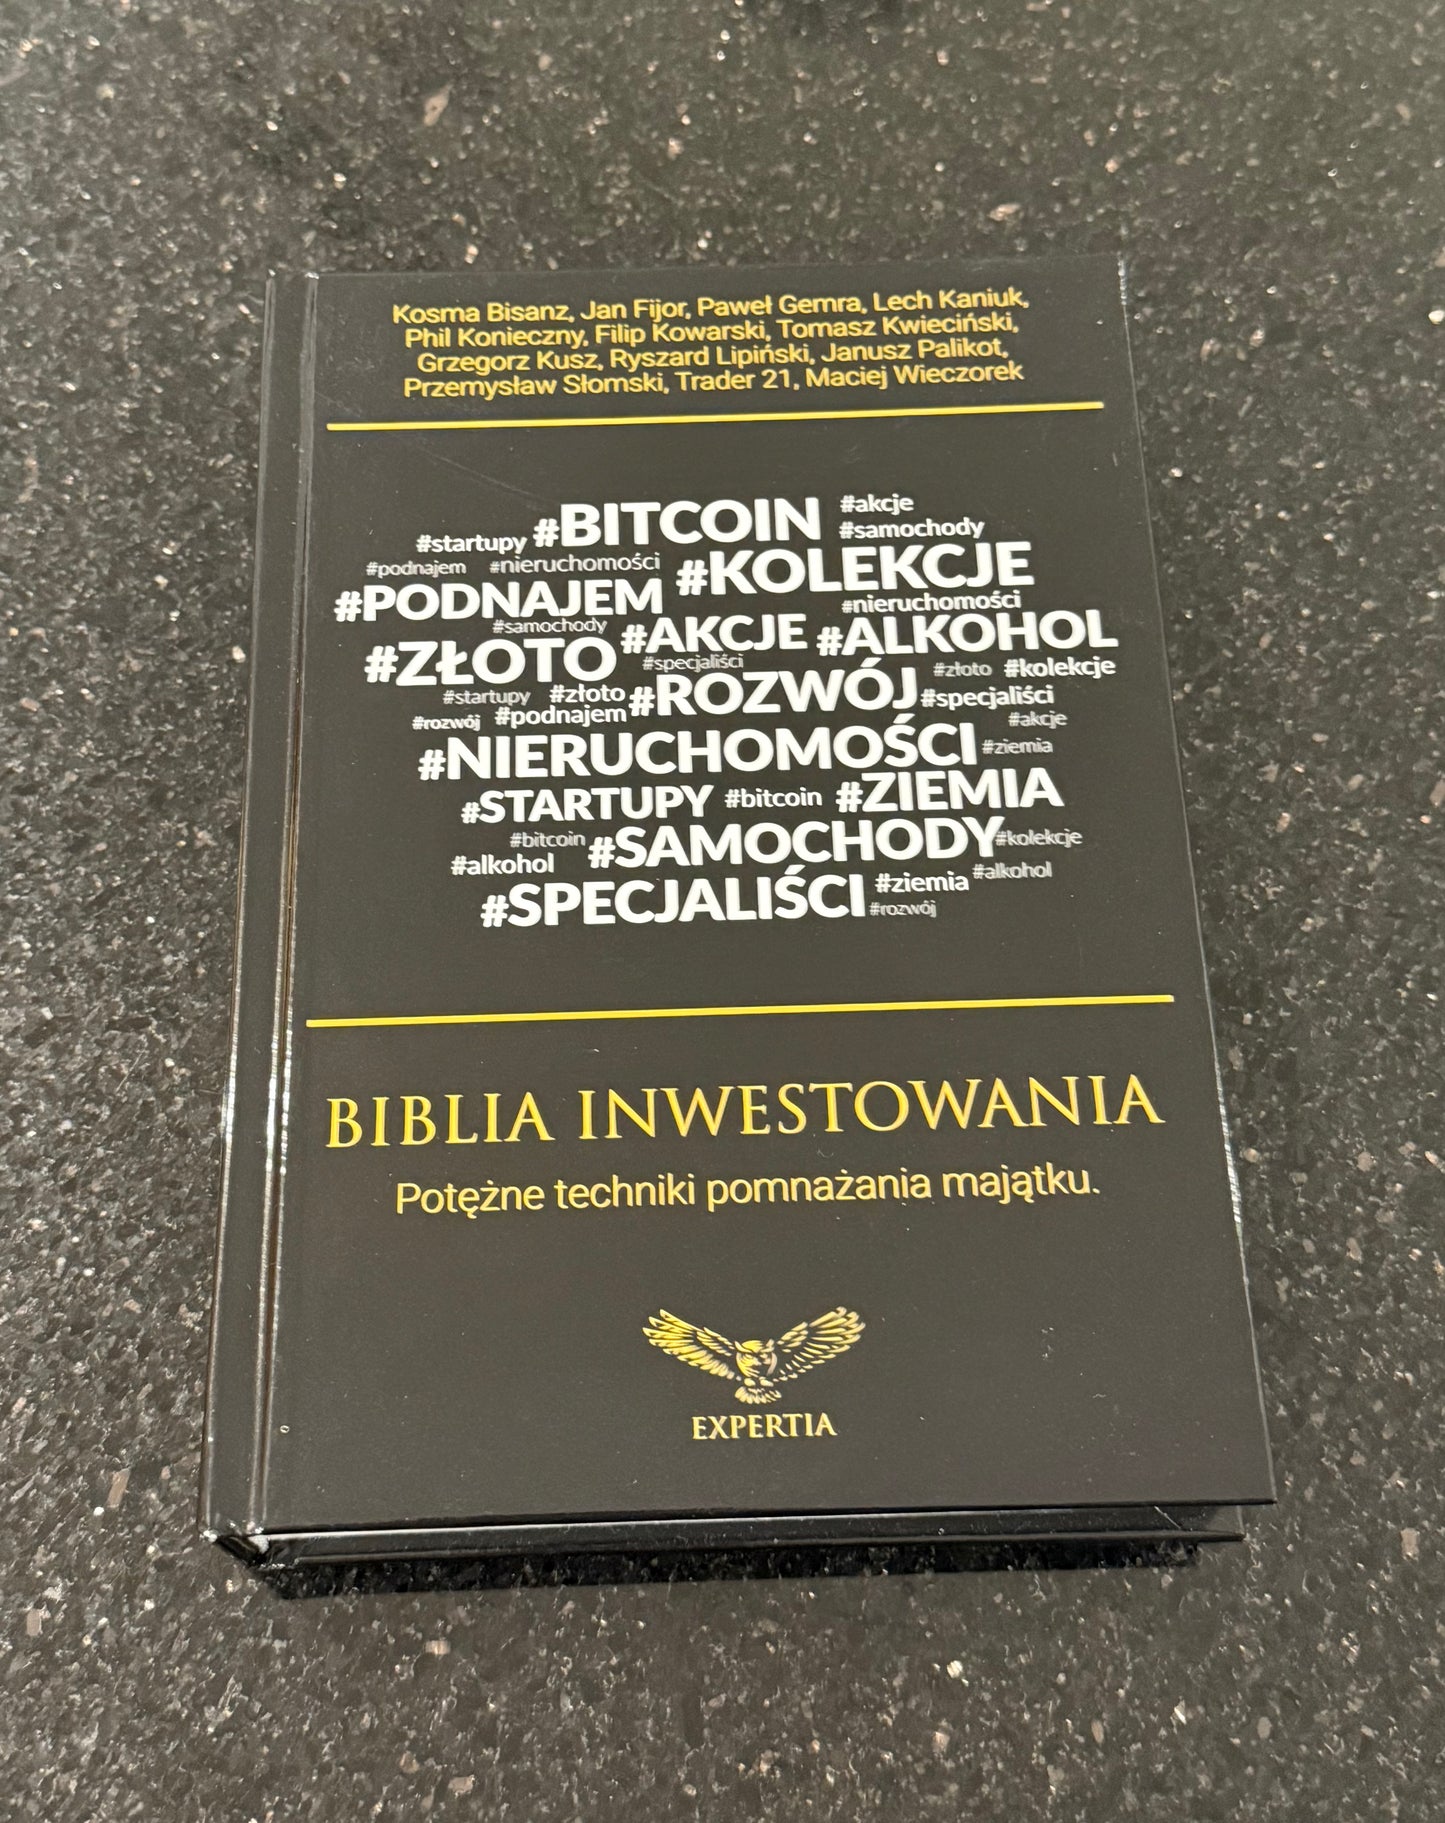 Kosma Bisanz, Jan Fijor, Paweł Gemra, Lech Kaniuk,
Phil Konieczny, Filip Kowarski, Tomasz Kwieciński,
Grzegorz Kusz, Ryszard Lipiński, Janusz Palikot,
Przemysław Słomski, Trader 21, Maciej Wieczorek
#startupy #BITCOIN #akcje
#samochody
#podnajem #nieruchomości #KOLEKCJE
#PODNAJEM #nieruchomości
#samochody #AKCJE #ALKOHOL
#ZŁOTO #specjaliści #złoto #kolekcje
#startupy #złoto #ROZWÓJ #specjaliści
#rozwój #podnajem #akcje
#NIERUCHOMOŚCI #ziemia
#STARTUPY #bitcoin #ZIEMIA
#bitcoin #SAMOCHODY #kolekcje
#alkohol #alkohol
#SPECJALIŚCI #ziemia
#rozwój
BIBLIA INWESTOWANIA
Potężne techniki pomnażania majątku.
EXPERTIA